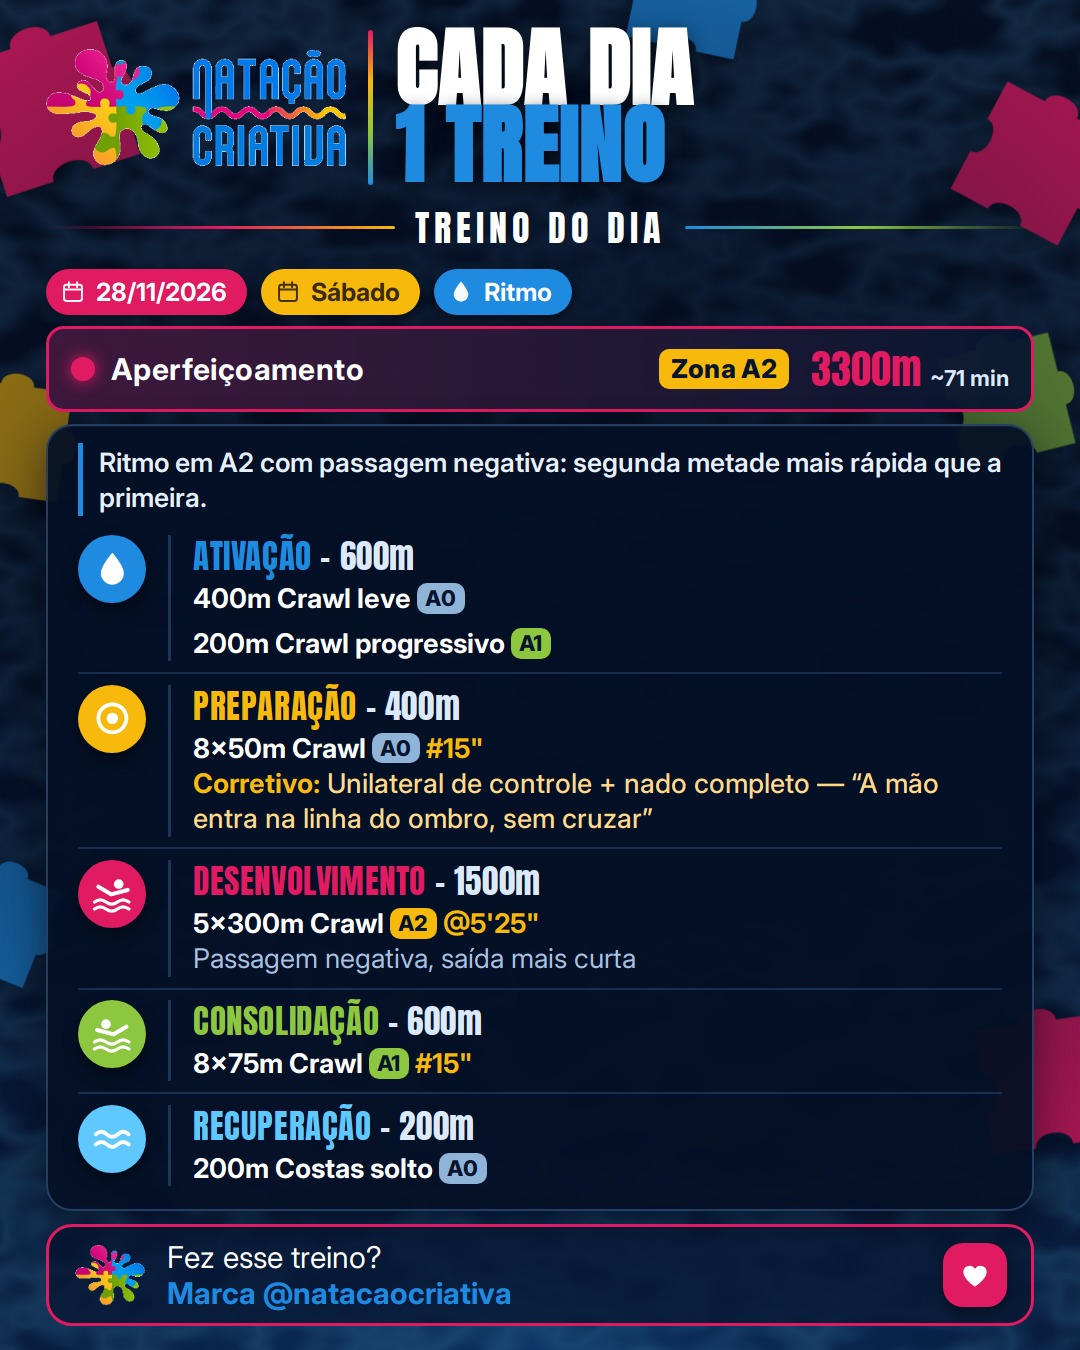 NATAÇÃO
CRIATIVA
CADA DIA
1 TREINO
TREINO DO DIA
28/11/2026
Sábado
Ritmo
Aperfeiçoamento
Zona A2
3300m ~71 min
Ritmo em A2 com passagem negativa: segunda metade mais rápida que a
primeira.
ATIVAÇÃO - 600m
400m Crawl leve A0
200m Crawl progressivo A1
PREPARAÇÃO - 400m
8×50m Crawl A0 #15"
Corretivo: Unilateral de controle + nado completo — “A mão
entra na linha do ombro, sem cruzar”
DESENVOLVIMENTO - 1500m
5×300m Crawl A2 @5'25"
Passagem negativa, saída mais curta
CONSOLIDAÇÃO - 600m
8×75m Crawl A1 #15"
RECUPERAÇÃO - 200m
200m Costas solto A0
Fez esse treino?
Marca @natacaocriativa